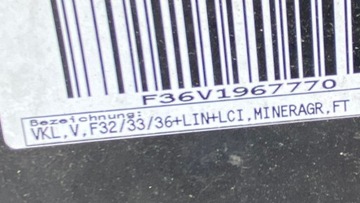 F36V1967770
Bezeichnung:
VKL,V,F32/33/36+LIN+LCI,MINERAGR,FT